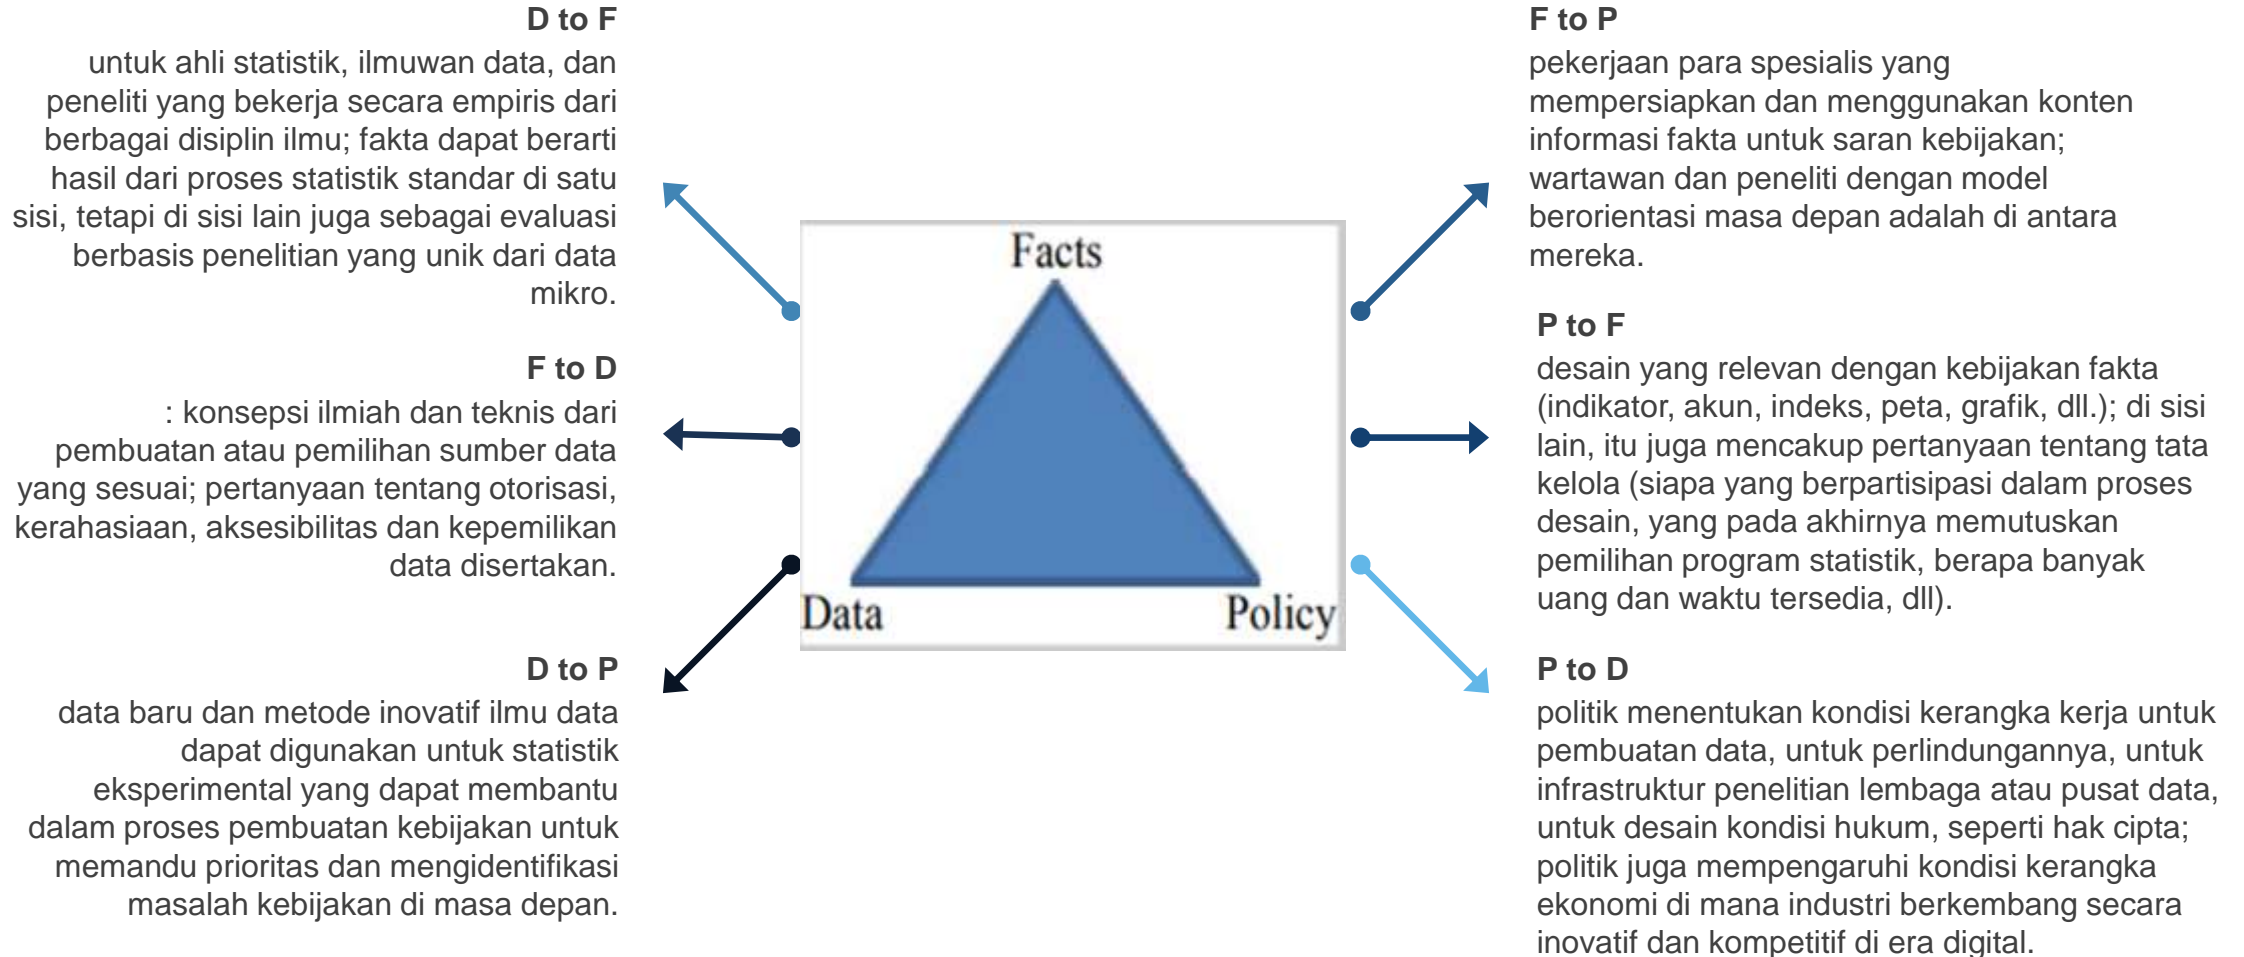 D to F
untuk ahli statistik, ilmuwan data, dan
peneliti yang bekerja secara empiris dari
berbagai disiplin ilmu; fakta dapat berarti
hasil dari proses statistik standar di satu
sisi, tetapi di sisi lain juga sebagai evaluasi
berbasis penelitian yang unik dari data
mikro.
F to D
: konsepsi ilmiah dan teknis dari
pembuatan atau pemilihan sumber data
yang sesuai; pertanyaan tentang otorisasi,
kerahasiaan, aksesibilitas dan kepemilikan
data disertakan.
D to P
data baru dan metode inovatif ilmu data
dapat digunakan untuk statistik
eksperimental yang dapat membantu
dalam proses pembuatan kebijakan untuk
memandu prioritas dan mengidentifikasi
masalah kebijakan di masa depan.
Facts
Data
Policy
F to P
pekerjaan para spesialis yang
mempersiapkan dan menggunakan konten
informasi fakta untuk saran kebijakan;
wartawan dan peneliti dengan model
berorientasi masa depan adalah di antara
mereka.
P to F
desain yang relevan dengan kebijakan fakta
(indikator, akun, indeks, peta, grafik, dll.); di sisi
lain, itu juga mencakup pertanyaan tentang tata
kelola (siapa yang berpartisipasi dalam proses
desain, yang pada akhirnya memutuskan
pemilihan program statistik, berapa banyak
uang dan waktu tersedia, dll).
P to D
politik menentukan kondisi kerangka kerja untuk
pembuatan data, untuk perlindungannya, untuk
infrastruktur penelitian lembaga atau pusat data,
untuk desain kondisi hukum, seperti hak cipta;
politik juga mempengaruhi kondisi kerangka
ekonomi di mana industri berkembang secara
inovatif dan kompetitif di era digital.